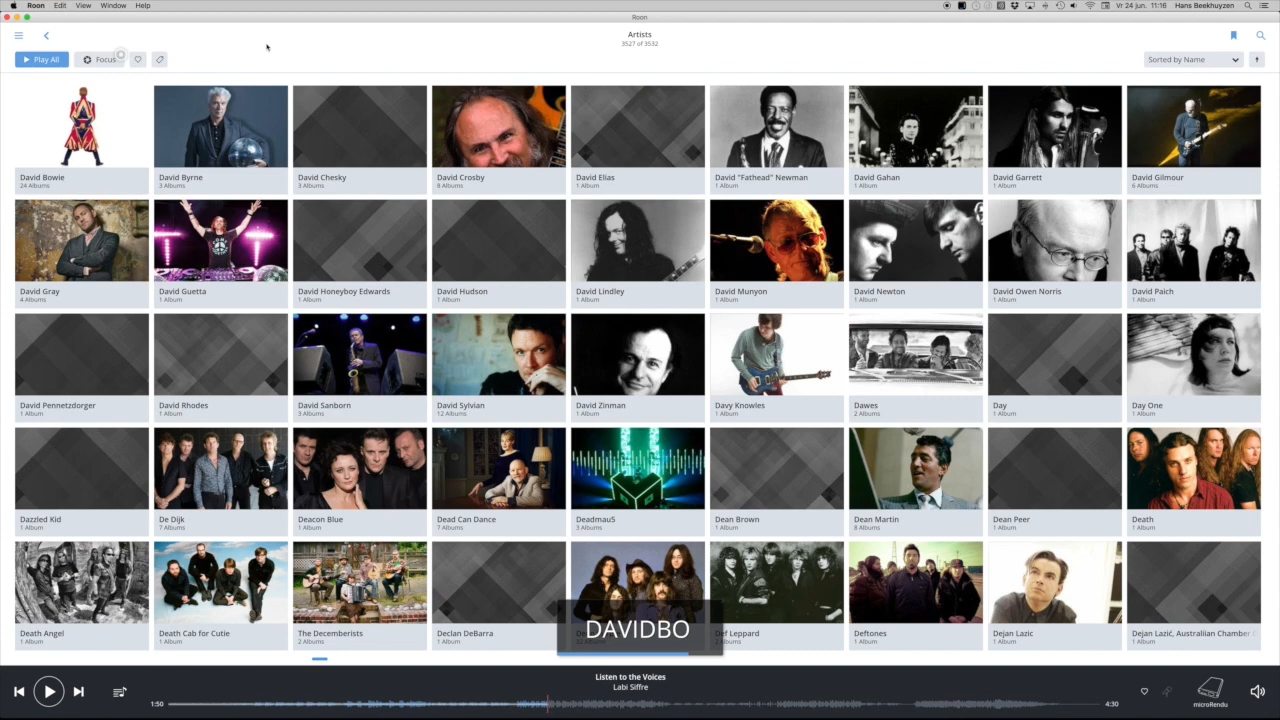 Roon Edit View Window Help
Vr 24 jun. 11:16 Hans Beekhuyzen
Roon
Artists
3527 of 3532
Play All
Focus
Sorted by Name
David Bowie
24 Albums
David Byrne
3 Albums
David Chesky
3 Albums
David Crosby
8 Albums
David Elias
1 Album
David "Fathead" Newman
1 Album
David Gahan
1 Album
David Garrett
1 Album
David Gilmour
6 Albums
David Gray
4 Albums
David Guetta
1 Album
David Honeyboy Edwards
1 Album
David Hudson
1 Album
David Lindley
1 Album
David Munyon
1 Album
David Newton
1 Album
David Owen Norris
1 Album
David Paich
1 Album
David Pennetzdorger
1 Album
David Rhodes
1 Album
David Sanborn
3 Albums
David Sylvian
12 Albums
David Zinman
1 Album
Davy Knowles
1 Album
Dawes
2 Albums
Day
1 Album
Day One
1 Album
Dazzled Kid
1 Album
De Dijk
7 Albums
Deacon Blue
1 Album
Dead Can Dance
7 Albums
Deadmau5
3 Albums
Dean Brown
1 Album
Dean Martin
8 Albums
Dean Peer
1 Album
Death
1 Album
Death Angel
1 Album
Death Cab for Cutie
1 Album
The Decemberists
2 Albums
Declan DeBarra
1 Album
Def Leppard
Albums
Deftones
1 Album
Dejan Lazic
1 Album
Dejan Lazić, Australilan Chamber
1 Album
DAVIDBO
Listen to the Voices
Labi Siffre
1:50
4:30
microRendu